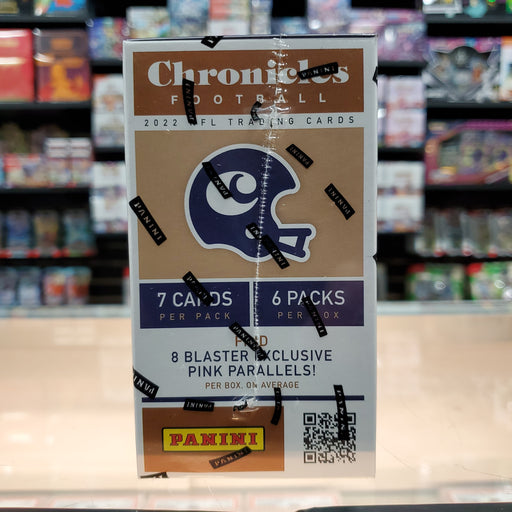 Chronicles
FOOTBALL
2022 NFL TRADING CARDS
7 CARDS
PER PACK
6 PACKS
PER BOX
FIND
8 BLASTER EXCLUSIVE
PINK PARALLELS!
PER BOX, ON AVERAGE
PANINI